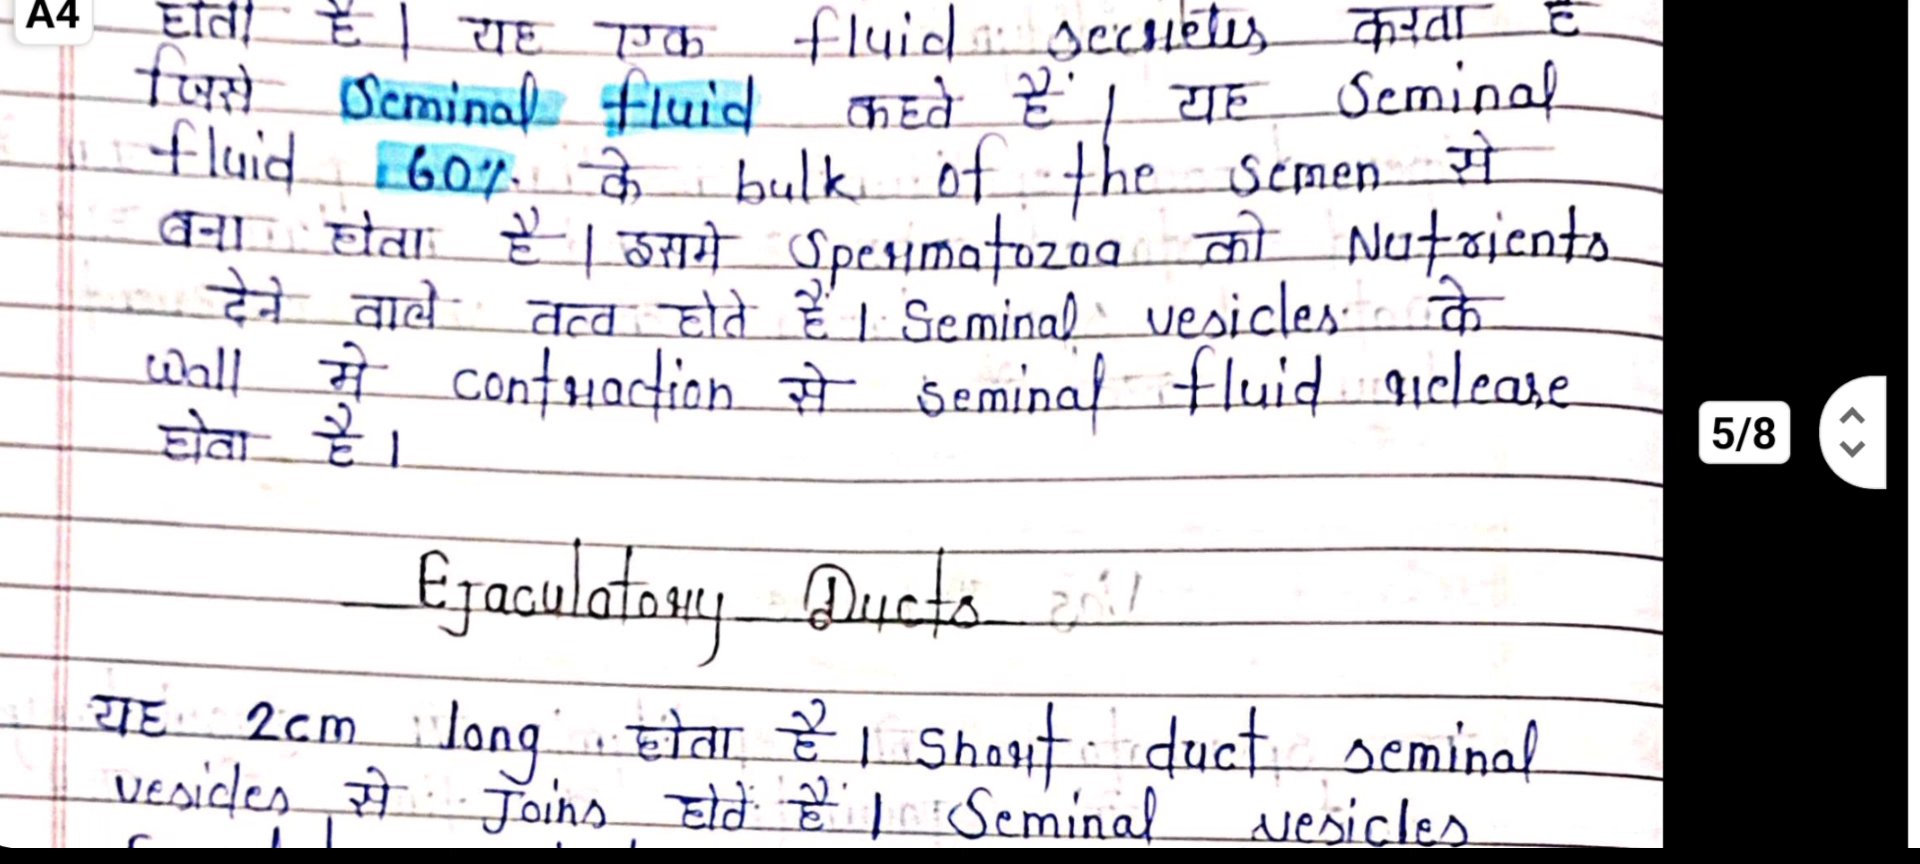 A4
होती है | यह एक fluid secretes करता है
जिसे Seminal fluid कहते हैं | यह Seminal
fluid 60% के bulk of the semen से
बना होता है | इसमे Spermatozoa को Nutrients
देने वाले तत्व होते हैं | Seminal vesicles के
wall मे contraction से seminal fluid release
होता है |
5/8
Ejaculatory Ducts
यह 2cm long होता है | Short duct seminal
vesicles से Joins होते हैं | Seminal vesicles